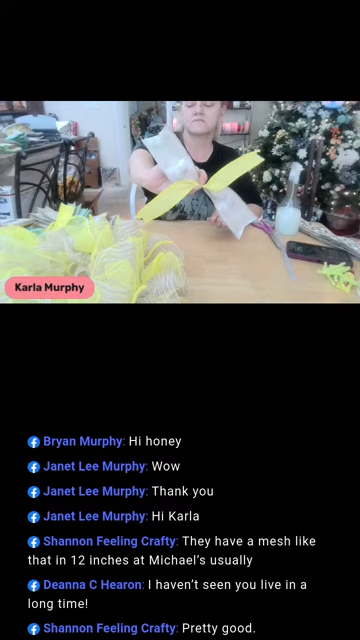 Karla Murphy
Bryan Murphy: Hi honey
Janet Lee Murphy: Wow
Janet Lee Murphy: Thank you
Janet Lee Murphy: Hi Karla
Shannon Feeling Crafty: They have a mesh like
that in 12 inches at Michael's usually
Deanna C Hearon: I haven't seen you live in a
long time!
Shannon Feeling Crafty: Pretty good.